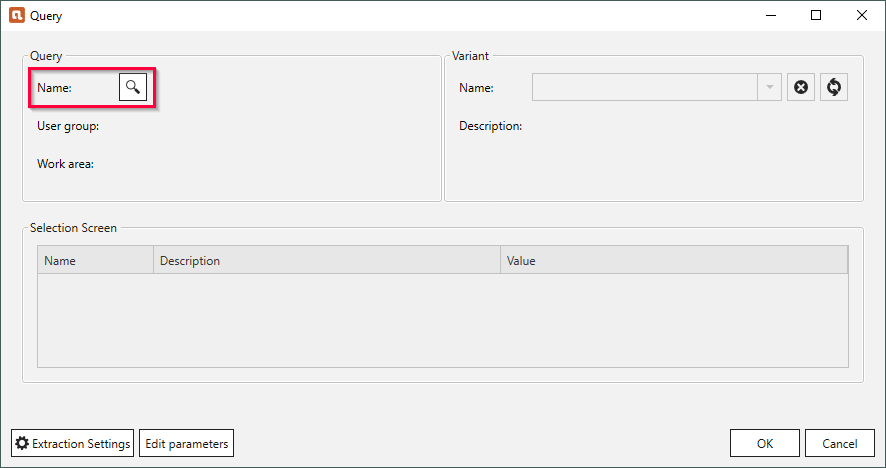 Query
Query
Name:
User group:
Work area:
Variant
Name:
Description:
Selection Screen
Name Description Value
Extraction Settings Edit parameters OK Cancel